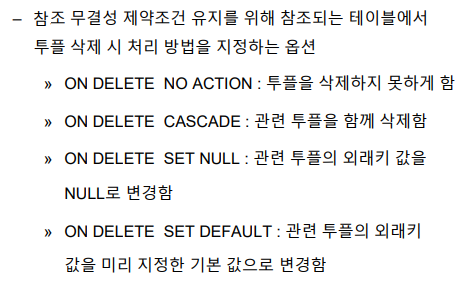 – 참조 무결성 제약조건 유지를 위해 참조되는 테이블에서
투플 삭제 시 처리 방법을 지정하는 옵션
» ON DELETE NO ACTION : 투플을 삭제하지 못하게 함
» ON DELETE CASCADE : 관련 투플을 함께 삭제함
» ON DELETE SET NULL : 관련 투플의 외래키 값을
NULL로 변경함
» ON DELETE SET DEFAULT : 관련 투플의 외래키
값을 미리 지정한 기본 값으로 변경함